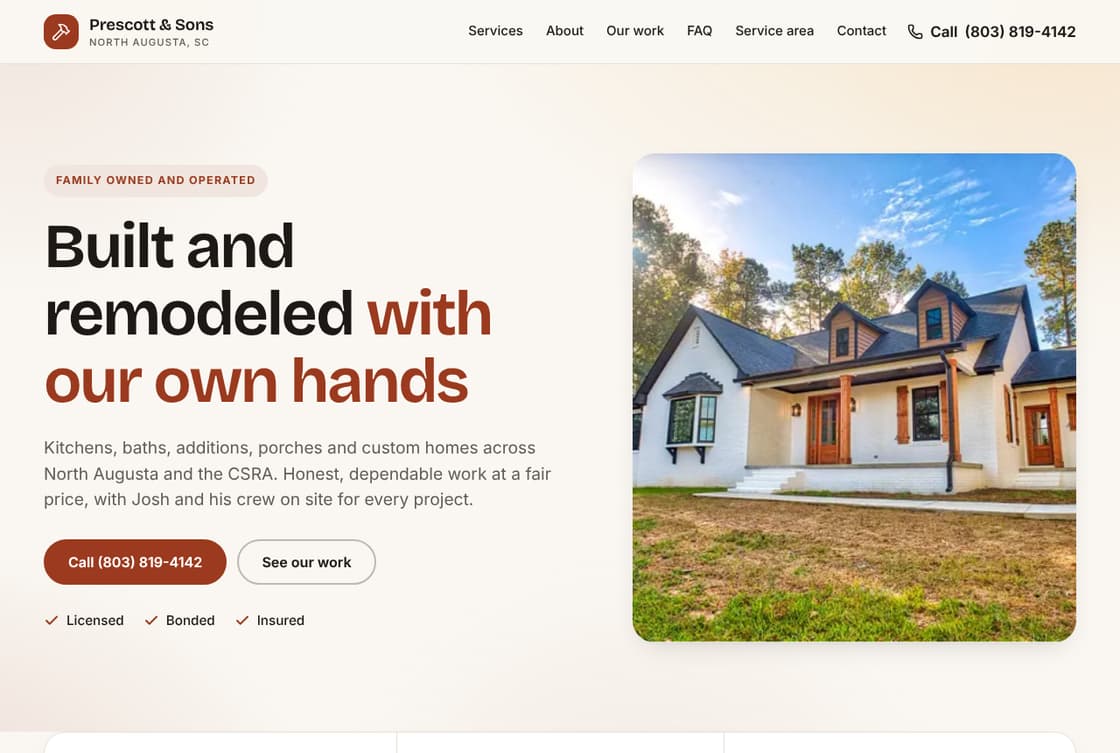 Prescott & Sons
NORTH AUGUSTA, SC
Services About Our work FAQ Service area Contact Call (803) 819-4142
FAMILY OWNED AND OPERATED
Built and
remodeled with
our own hands
Kitchens, baths, additions, porches and custom homes across
North Augusta and the CSRA. Honest, dependable work at a fair
price, with Josh and his crew on site for every project.
Call (803) 819-4142 See our work
Licensed Bonded Insured